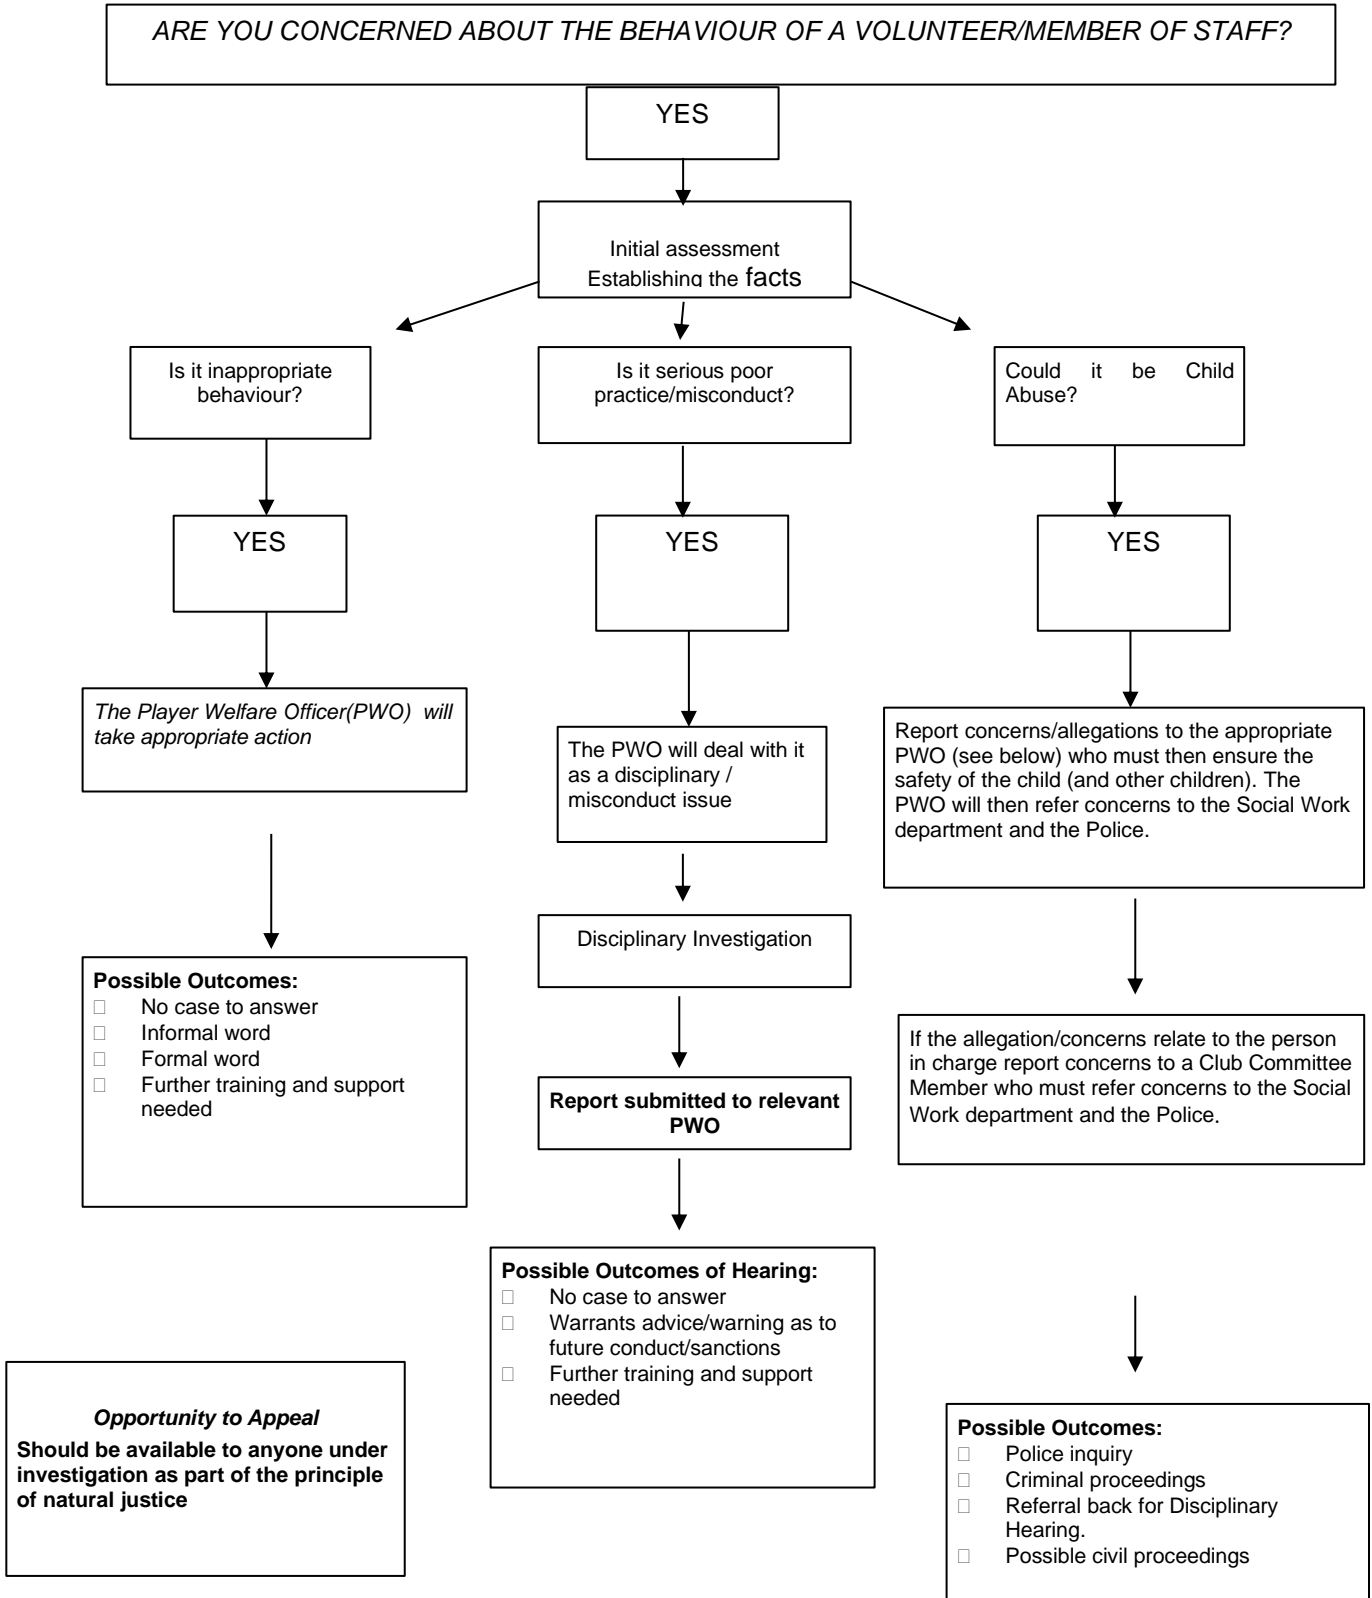 ARE YOU CONCERNED ABOUT THE BEHAVIOUR OF A VOLUNTEER/MEMBER OF STAFF?
YES
Initial assessment
Establishing the facts
Is it inappropriate
behaviour?
YES
The Player Welfare Officer(PWO) will
take appropriate action
Possible Outcomes:
No case to answer
Informal word
Formal word
Further training and support
needed
Is it serious poor
practice/misconduct?
YES
The PWO will deal with it
as a disciplinary /
misconduct issue
Disciplinary Investigation
Report submitted to relevant
PWO
Possible Outcomes of Hearing:
No case to answer
Warrants advice/warning as to
future conduct/sanctions
Further training and support
needed
Could it be Child
Abuse?
YES
Report concerns/allegations to the appropriate
PWO (see below) who must then ensure the
safety of the child (and other children). The
PWO will then refer concerns to the Social Work
department and the Police.
If the allegation/concerns relate to the person
in charge report concerns to a Club Committee
Member who must refer concerns to the Social
Work department and the Police.
Possible Outcomes:
Police inquiry
Criminal proceedings
Referral back for Disciplinary
Hearing.
Possible civil proceedings
Opportunity to Appeal
Should be available to anyone under
investigation as part of the principle
of natural justice